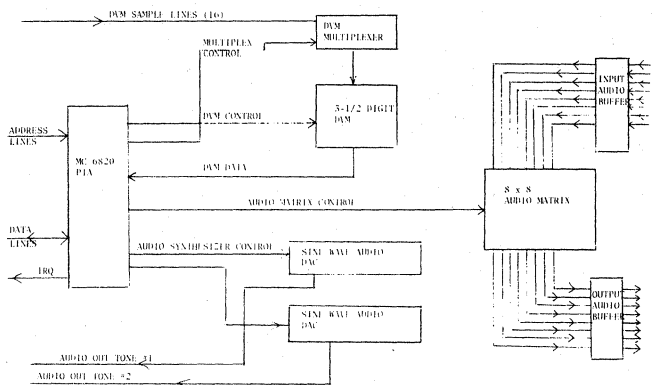 DVM SAMPLE LINES (16)
DVM
MULTIPLEXER
MULTIPLEX
CONTROL
INPUT
AUDIO
BUFFER
3-1/2 DIGIT
DVM
DVM CONTROL
ADDRESS
LINES
MC 6820
PIA
DVM DATA
8 x 8
AUDIO MATRIX
AUDIO MATRIX CONTROL
DATA
LINES
AUDIO SYNTHESIZER CONTROL
SINE WAVE AUDIO
DAC
IRQ
OUTPUT
AUDIO
BUFFER
SINE WAVE AUDIO
DAC
AUDIO OUT TONE #1
AUDIO OUT TONE #2